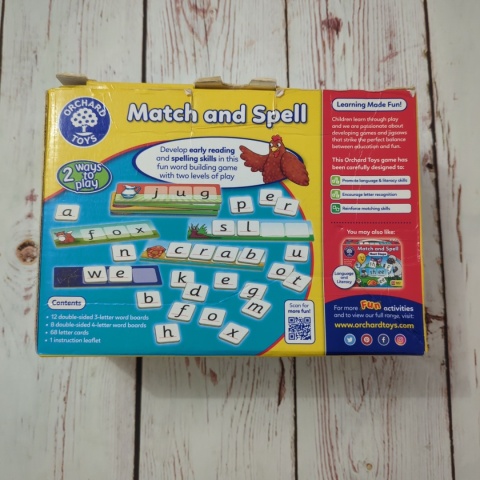 ORCHARD
TOYS
Match and Spell
Develop early reading
and spelling skills in this
fun word building game
with two levels of play
2 ways
to
play
j u g
p e r
a
f o x
s l
n
c r a b
u
w e
k d
o t
b
e g
m
f
o
x
h
Contents
• 12 double-sided 3-letter word boards
• 8 double-sided 4-letter word boards
• 68 letter cards
• 1 instruction leaflet
Scan for
more fun!
Learning Made Fun!
Children learn through play
and we are passionate about
developing games and jigsaws
that strike the perfect balance
between education and fun.
This Orchard Toys game has
been carefully designed to:
Promote language & literacy skills
Encourage letter recognition
Reinforce matching skills
You may also like:
Match and Spell
Language
and
Literacy
For more Fun activities
and to view our full range, visit:
www.orchardtoys.com